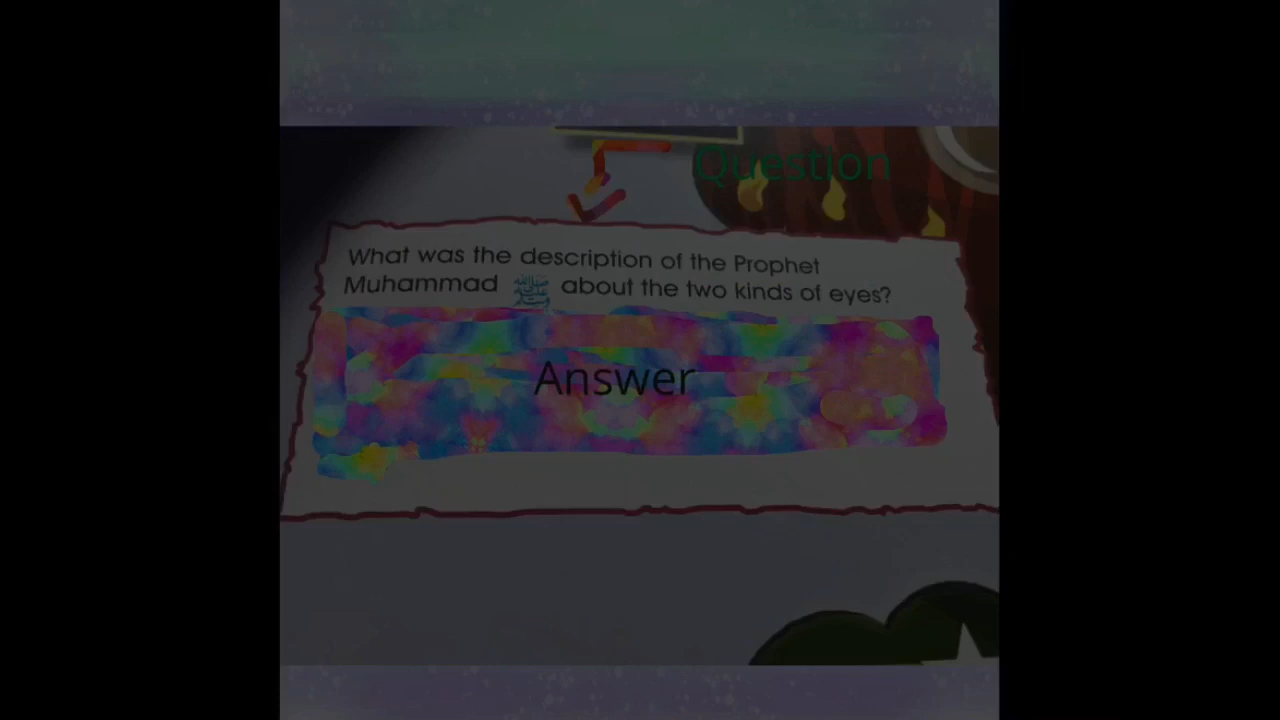 Question
What was the description of the Prophet
Muhammad ﷺ about the two kinds of eyes?
Answer